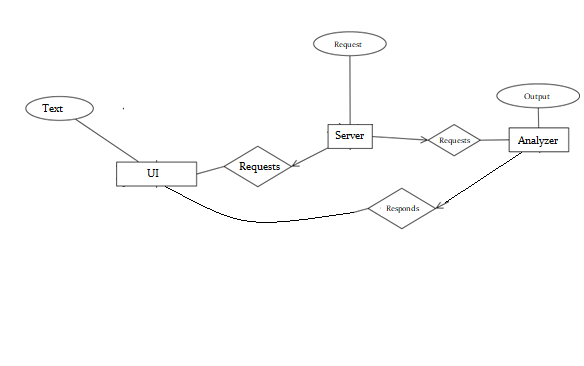 Request
Output
Text
Server
Requests
Analyzer
Requests
UI
Responds